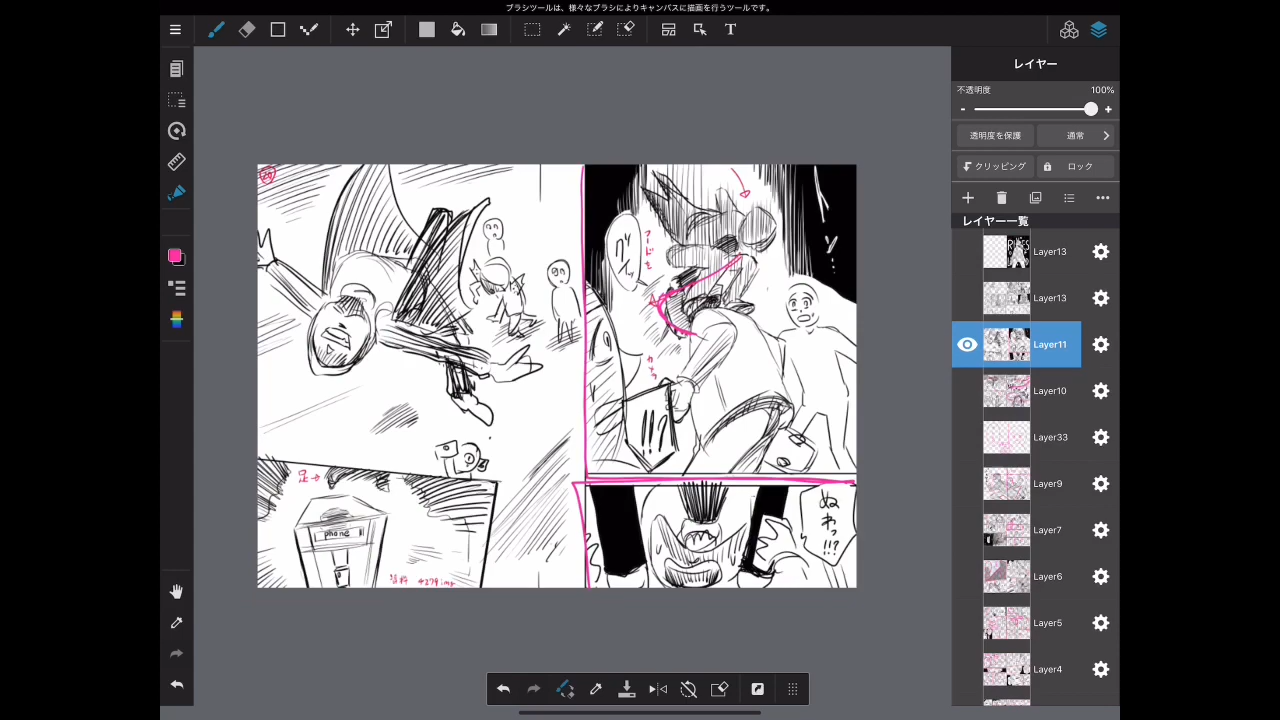 ブラシツールは、様々なブラシによりキャンバスに描画を行うツールです。
T
レイヤー
不透明度
100%
- +
透明度を保護
通常
クリッピング
ロック
レイヤー一覧
Layer13
Layer13
Layer11
Layer10
Layer33
Layer9
Layer7
Layer6
Layer5
Layer4
20
!!?
ぬわっ!!?
phone
資料 4279img